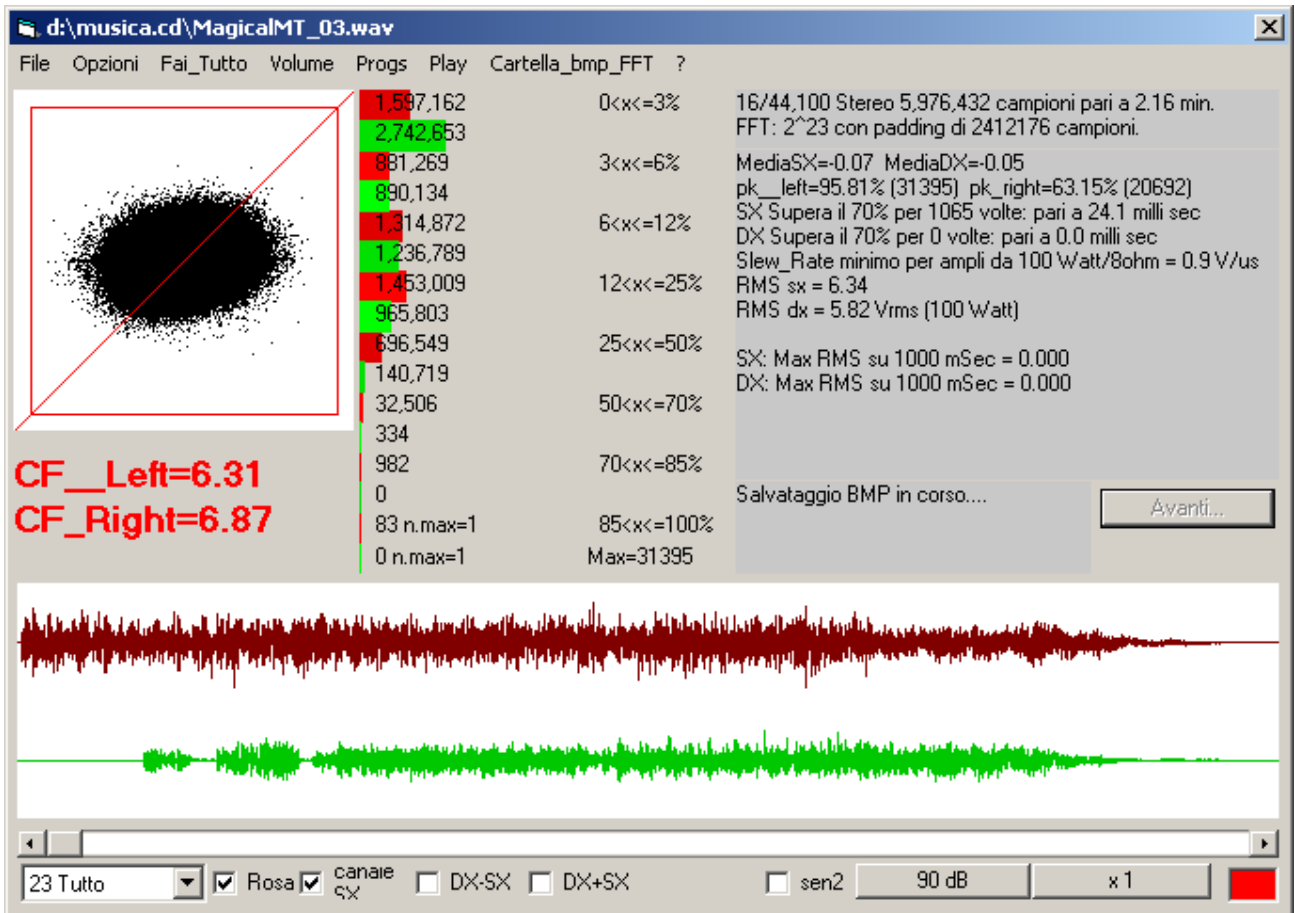 d:\musica.cd\MagicalMT_03.wav
File Opzioni Fai_Tutto Volume Progs Play Cartella_bmp_FFT ?
1,597,162 0<x<=3%
2,742,653
881,269 3<x<=6%
890,134
1,314,872 6<x<=12%
1,236,789
1,453,009 12<x<=25%
965,803
696,549 25<x<=50%
140,719
32,506 50<x<=70%
334
982 70<x<=85%
0
83 n.max=1 85<x<=100%
0 n.max=1 Max=31395
16/44,100 Stereo 5,976,432 campioni pari a 2.16 min.
FFT: 2^23 con padding di 2412176 campioni.
MediaSX=-0.07 MediaDX=-0.05
pk__left=95.81% (31395) pk_right=63.15% (20692)
SX Supera il 70% per 1065 volte: pari a 24.1 milli sec
DX Supera il 70% per 0 volte: pari a 0.0 milli sec
Slew_Rate minimo per ampli da 100 Watt/8ohm = 0.9 V/us
RMS sx = 6.34
RMS dx = 5.82 Vrms (100 Watt)
SX: Max RMS su 1000 mSec = 0.000
DX: Max RMS su 1000 mSec = 0.000
CF__Left=6.31
CF_Right=6.87
Salvataggio BMP in corso....
Avanti...
23 Tutto Rosa canale SX DX-SX DX+SX sen2 90 dB x 1